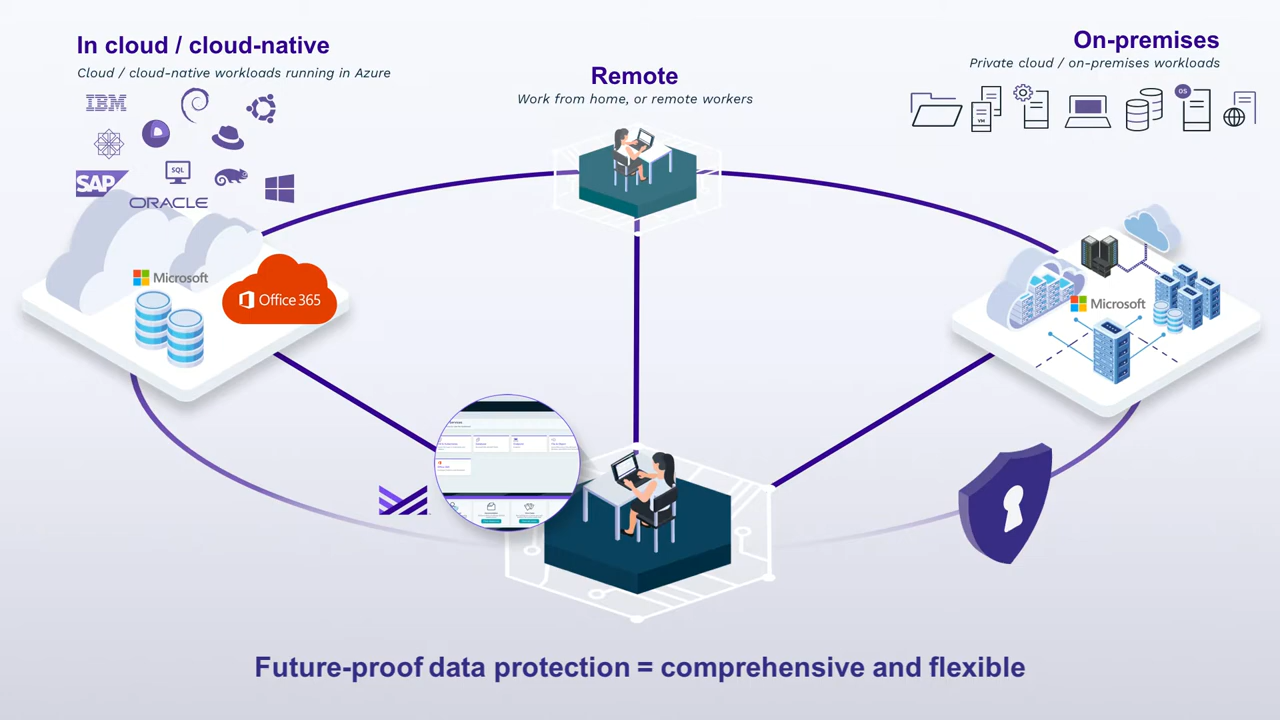 In cloud / cloud-native
Cloud / cloud-native workloads running in Azure
IBM
SQL
SAP
ORACLE
Microsoft
Office 365
Remote
Work from home, or remote workers
On-premises
Private cloud / on-premises workloads
VM
OS
Microsoft
Future-proof data protection = comprehensive and flexible